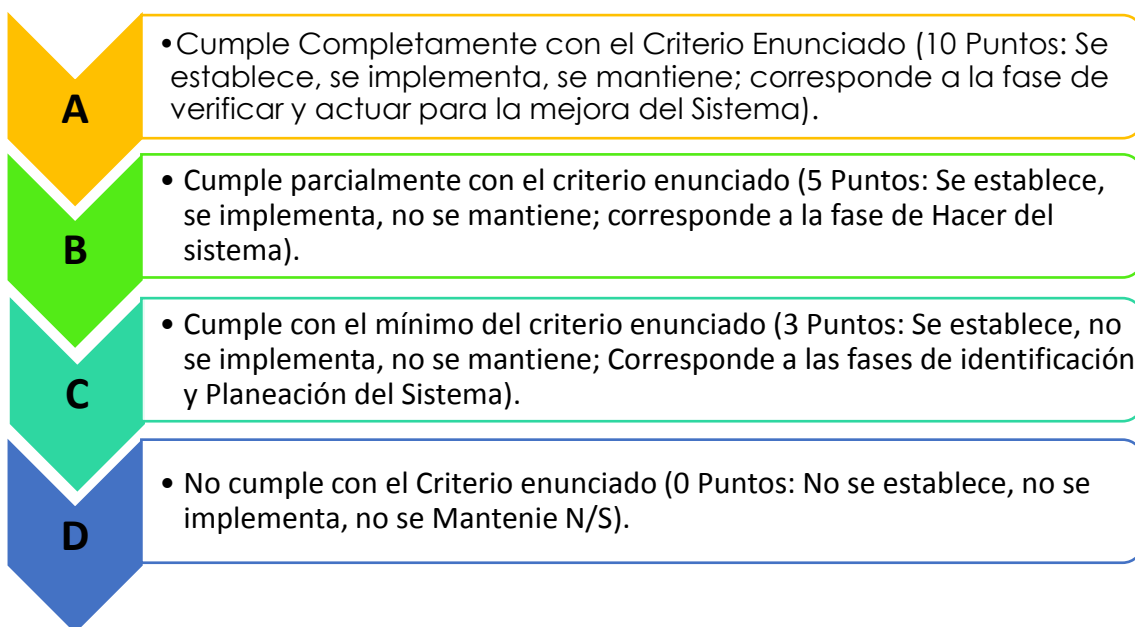 A
•Cumple Completamente con el Criterio Enunciado (10 Puntos: Se
establece, se implementa, se mantiene; corresponde a la fase de
verificar y actuar para la mejora del Sistema).
B
• Cumple parcialmente con el criterio enunciado (5 Puntos: Se establece,
se implementa, no se mantiene; corresponde a la fase de Hacer del
sistema).
C
• Cumple con el mínimo del criterio enunciado (3 Puntos: Se establece, no
se implementa, no se mantiene; Corresponde a las fases de identificación
y Planeación del Sistema).
D
• No cumple con el Criterio enunciado (0 Puntos: No se establece, no se
implementa, no se Mantenie N/S).